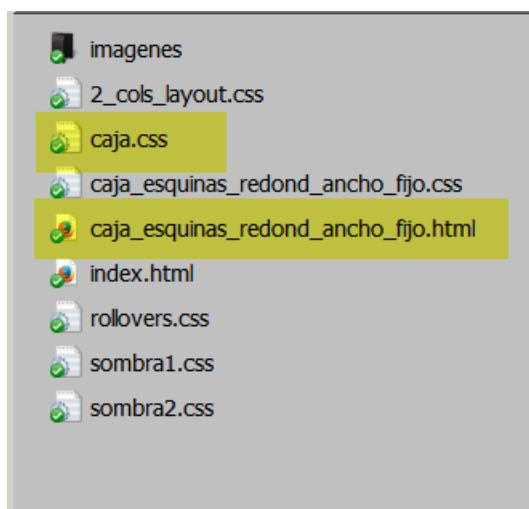 imagenes
2_cols_layout.css
caja.css
caja_esquinas_redond_ancho_fijo.css
caja_esquinas_redond_ancho_fijo.html
index.html
rollovers.css
sombra1.css
sombra2.css